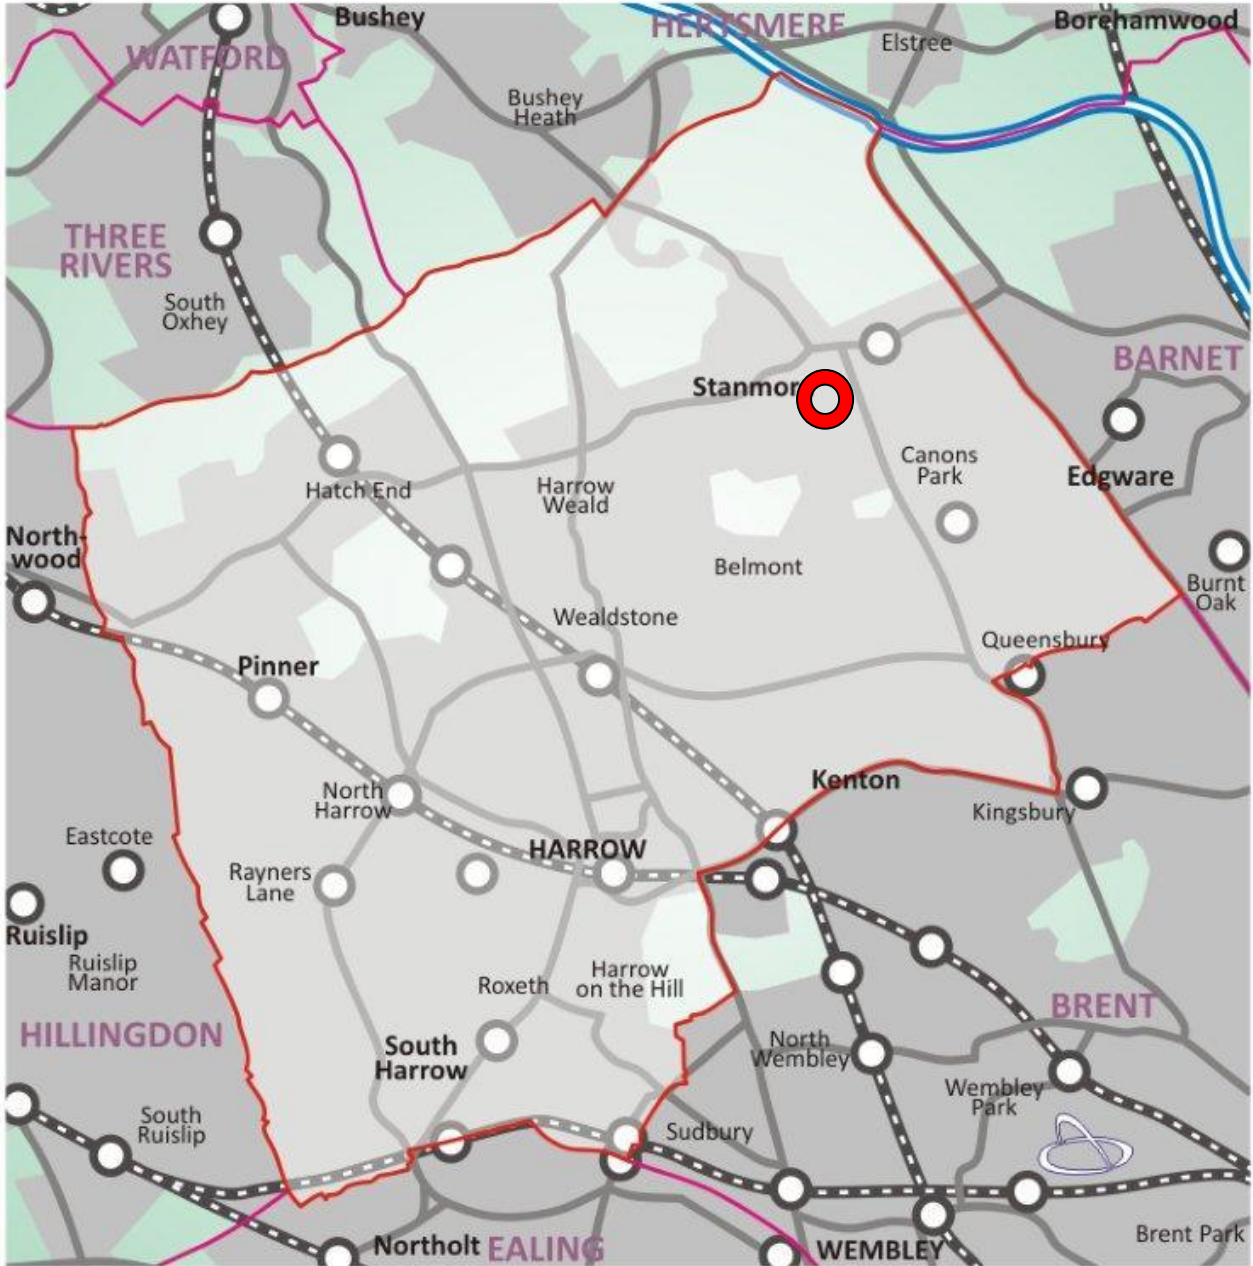 Bushey
HERTSMERE
Borehamwood
Elstree
WATFORD
Bushey
Heath
THREE
RIVERS
South
Oxhey
BARNET
Stanmor
Edgware
Canons
Park
Hatch End
Harrow
Weald
North-
wood
Belmont
Burnt
Oak
Wealdstone
Queensbury
Pinner
Kenton
North
Harrow
Kingsbury
Eastcote
HARROW
Rayners
Lane
Ruislip
Ruislip
Manor
Roxeth
Harrow
on the Hill
HILLINGDON
BRENT
South
Harrow
North
Wembley
Wembley
Park
South
Ruislip
Sudbury
Northolt
EALING
WEMBLEY
Brent Park